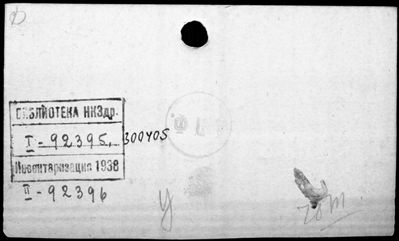 БИБЛИОТЕКА НКЗдр.
I - 92395, 300405
Инвентаризация 1938
II - 92396
У